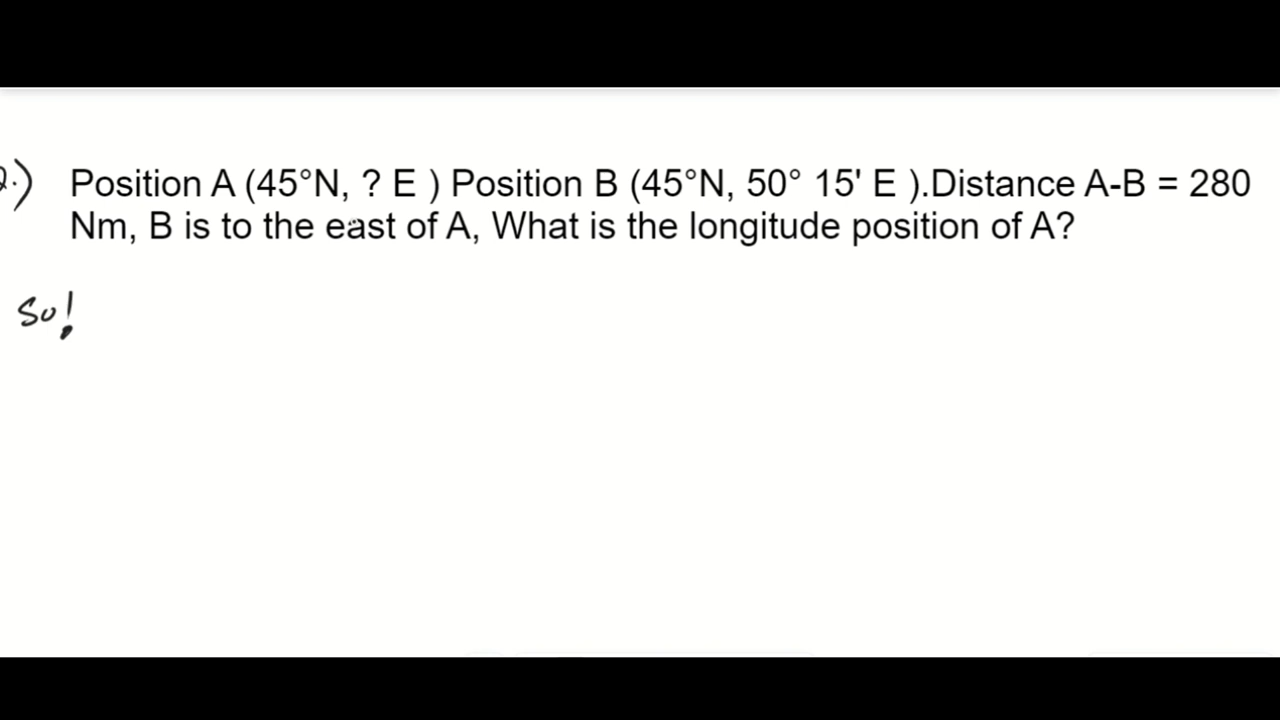 Q.) Position A (45°N, ? E ) Position B (45°N, 50° 15' E ).Distance A-B = 280
Nm, B is to the east of A, What is the longitude position of A?
So!